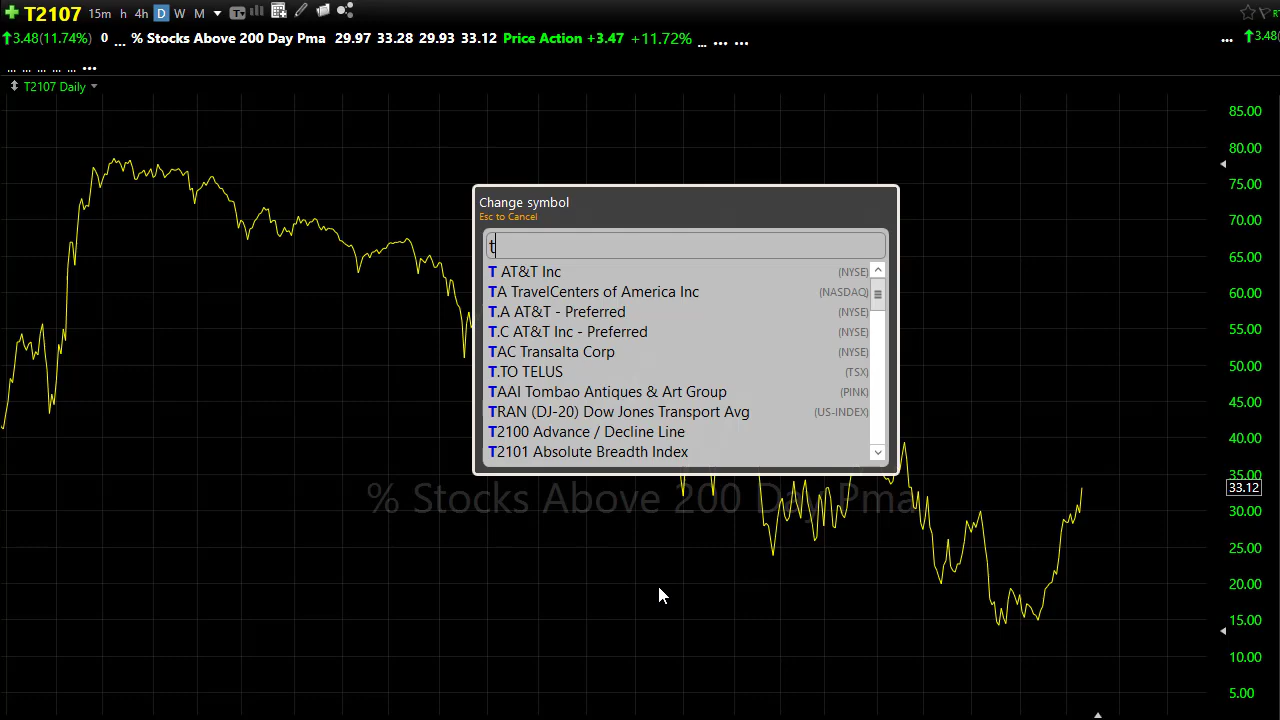 T2107 15m h 4h D W M T
3.48(11.74%) 0 ... % Stocks Above 200 Day Pma 29.97 33.28 29.93 33.12 Price Action +3.47 +11.72% ... ... ... ... 3.48(
... ... ... ... ... ...
T2107 Daily
85.00
80.00
75.00
70.00
65.00
60.00
55.00
50.00
45.00
40.00
35.00
33.12
30.00
25.00
20.00
15.00
10.00
5.00
Change symbol
Esc to Cancel
t
T AT&T Inc (NYSE)
TA TravelCenters of America Inc (NASDAQ)
T.A AT&T - Preferred (NYSE)
T.C AT&T Inc - Preferred (NYSE)
TAC Transalta Corp (NYSE)
T.TO TELUS (TSX)
TAAI Tombao Antiques & Art Group (PINK)
TRAN (DJ-20) Dow Jones Transport Avg (US-INDEX)
T2100 Advance / Decline Line
T2101 Absolute Breadth Index
% Stocks Above 200 Day Pma